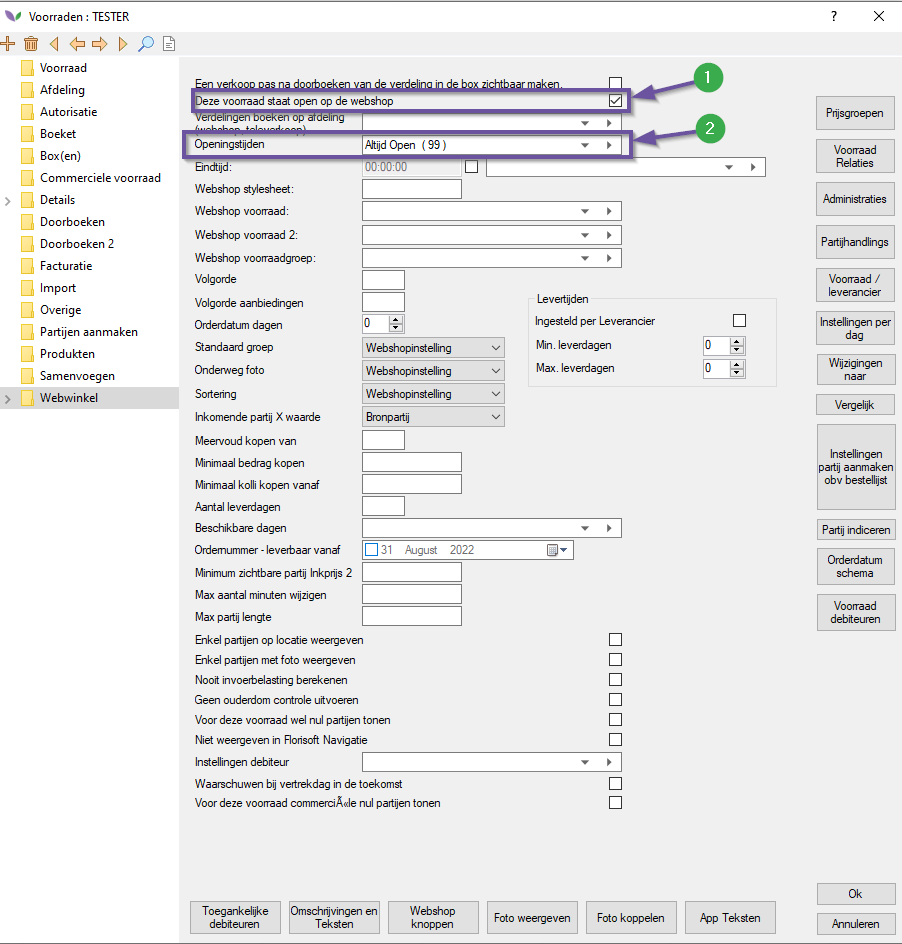 Voorraden : TESTER
?
Voorraad
Afdeling
Autorisatie
Boeket
Box(en)
Commerciele voorraad
Details
Doorboeken
Doorboeken 2
Facturatie
Import
Overige
Partijen aanmaken
Produkten
Samenvoegen
Webwinkel
Een verkoop pas na doorboeken van de verdeling in de box zichtbaar maken.
1
Deze voorraad staat open op de webshop
Verdelingen boeken op afdeling
(webshop, televerkoop)
2
Openingstijden
Altijd Open ( 99 )
Eindtijd:
00:00:00
Webshop stylesheet:
Webshop voorraad:
Webshop voorraad 2:
Webshop voorraadgroep:
Volgorde
Volgorde aanbiedingen
Orderdatum dagen
0
Standaard groep
Webshopinstelling
Onderweg foto
Webshopinstelling
Sortering
Webshopinstelling
Inkomende partij X waarde
Bronpartij
Levertijden
Ingesteld per Leverancier
Min. leverdagen
0
Max. leverdagen
0
Meervoud kopen van
Minimaal bedrag kopen
Minimaal kolli kopen vanaf
Aantal leverdagen
Beschikbare dagen
Ordernummer - leverbaar vanaf
31 August 2022
Minimum zichtbare partij Inkprijs 2
Max aantal minuten wijzigen
Max partij lengte
Enkel partijen op locatie weergeven
Enkel partijen met foto weergeven
Nooit invoerbelasting berekenen
Geen ouderdom controle uitvoeren
Voor deze voorraad wel nul partijen tonen
Niet weergeven in Florisoft Navigatie
Instellingen debiteur
Waarschuwen bij vertrekdag in de toekomst
Voor deze voorraad commerciÃ«le nul partijen tonen
Prijsgroepen
Voorraad
Relaties
Administraties
Partijhandlings
Voorraad /
leverancier
Instellingen per
dag
Wijzigingen
naar
Vergelijk
Instellingen
partij aanmaken
obv bestellijst
Partij indiceren
Orderdatum
schema
Voorraad
debiteuren
Ok
Annuleren
Toegankelijke
debiteuren
Omschrijvingen en
Teksten
Webshop
knoppen
Foto weergeven
Foto koppelen
App Teksten